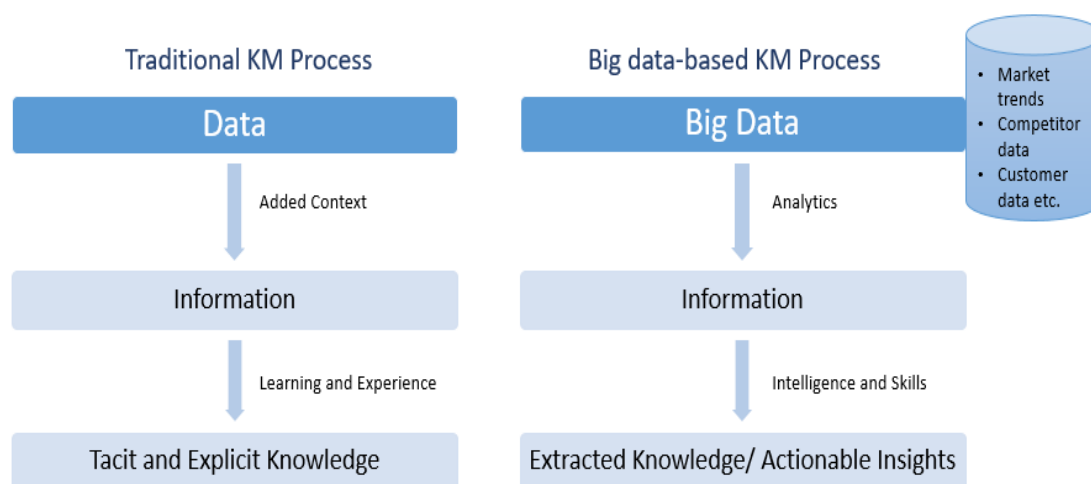 Traditional KM Process
Big data-based KM Process
• Market
trends
• Competitor
data
• Customer
data etc.
Data
Big Data
Added Context
Analytics
Information
Information
Learning and Experience
Intelligence and Skills
Tacit and Explicit Knowledge
Extracted Knowledge/ Actionable Insights